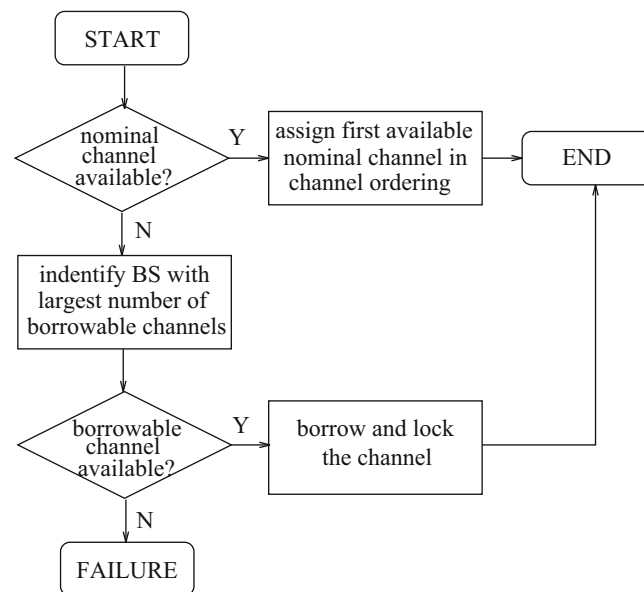 START
nominal
channel
available?
Y
assign first available
nominal channel in
channel ordering
END
N
indentify BS with
largest number of
borrowable channels
borrowable
channel
available?
Y
borrow and lock
the channel
N
FAILURE